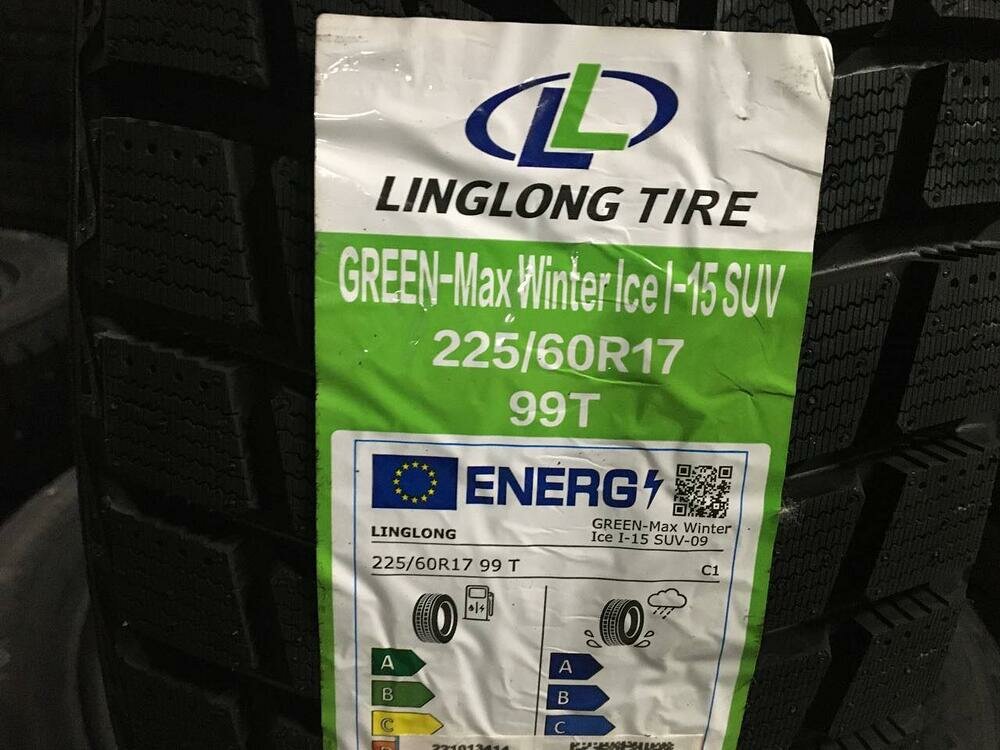 LL
LINGLONG TIRE
GREEN-Max Winter Ice I-15 SUV
225/60R17
99T
ENERG
LINGLONG
GREEN-Max Winter
Ice I-15 SUV-09
225/60R17 99 T
C1
A
A
B
B
C
C